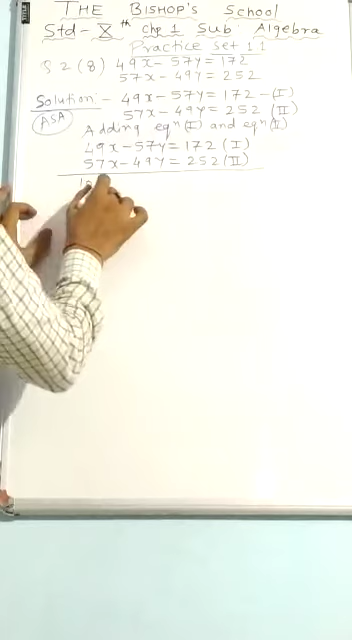 THE BISHOP'S School
Std - X th Chp 1 Sub: Algebra
Practice set 1.1
Q 2 (8) 49x - 57y = 172
57x - 49y = 252
Solution:- 49x - 57y = 172 - (I)
57x - 49y = 252 (II)
ASA
Adding eqn (I) and eqn (II)
49x - 57y = 172 (I)
57x - 49y = 252 (II)